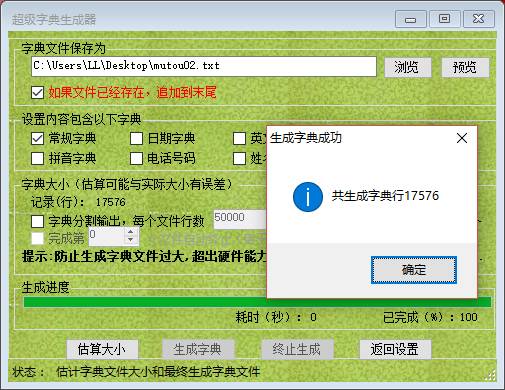 超级字典生成器
字典文件保存为
C:\Users\LL\Desktop\mutou02.txt 浏览 预览
如果文件已经存在，追加到末尾
设置内容包含以下字典
常规字典 日期字典
拼音字典 电话号码
生成字典成功
共生成字典行17576
确定
字典大小（估算可能与实际大小有误差）
记录(行): 17576
字典分割输出，每个文件行数 50000
完成第 0
提示:防止生成字典文件过大,超出硬件能力
生成进度
耗时（秒）: 0 已完成（%）:100
估算大小 生成字典 终止生成 返回设置
状态： 估计字典文件大小和最终生成字典文件